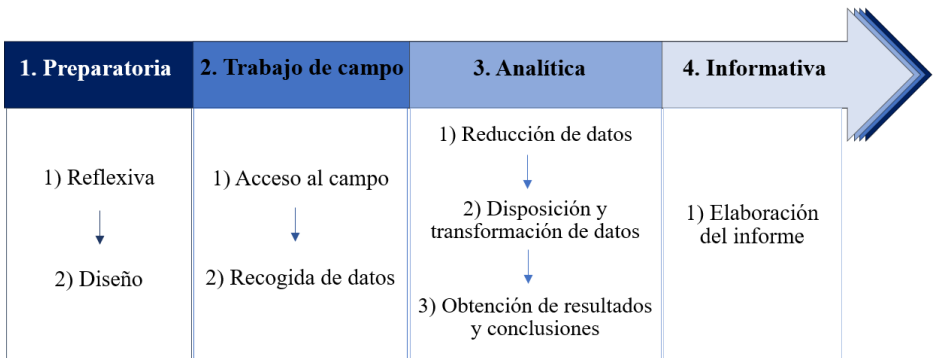 1. Preparatoria
2. Trabajo de campo
3. Analítica
4. Informativa
1) Reflexiva
2) Diseño
1) Acceso al campo
2) Recogida de datos
1) Reducción de datos
2) Disposición y
transformación de datos
3) Obtención de resultados
y conclusiones
1) Elaboración
del informe